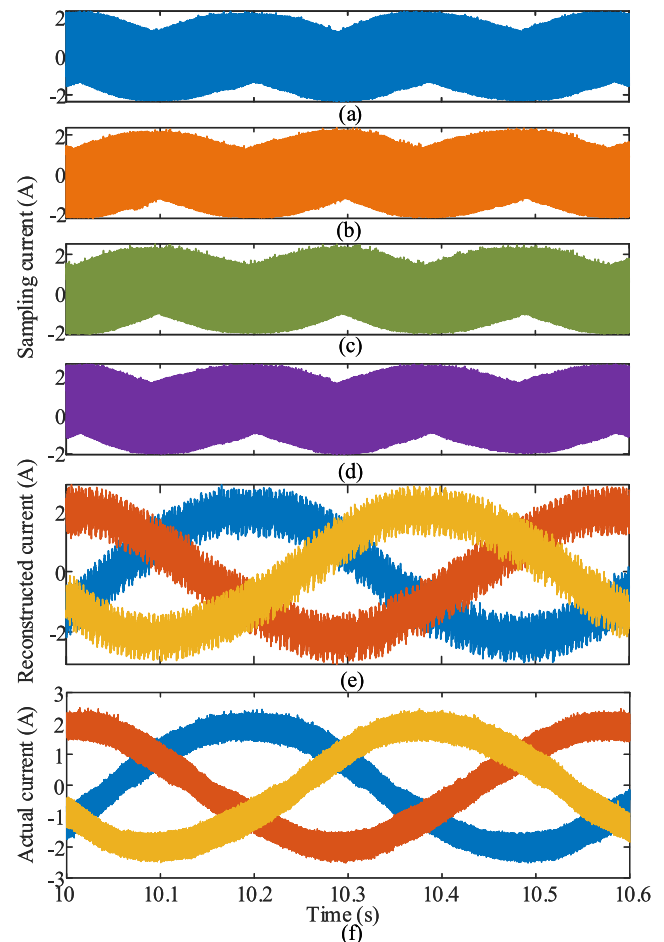 2
0
-2
(a)
2
0
-2
(b)
2
0
-2
(c)
2
0
-2
(d)
Sampling current (A)
2
0
-2
(e)
Reconstructed current (A)
3
2
1
0
-1
-2
-3
Actual current (A)
10 10.1 10.2 10.3 10.4 10.5 10.6
Time (s)
(f)